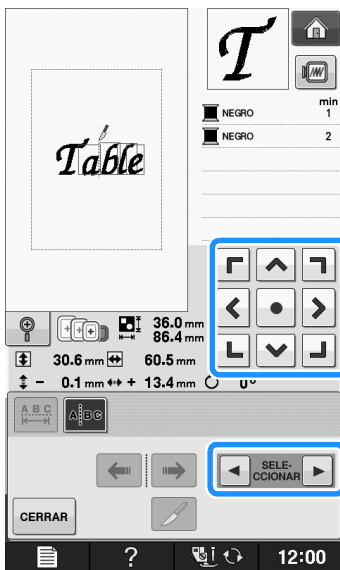 T
Table
min
NEGRO 1
NEGRO 2
36.0 mm
86.4 mm
30.6 mm 60.5 mm
- 0.1 mm + 13.4 mm 0°
A B C
A BC
SELE-
CCIONAR
CERRAR
? 12:00